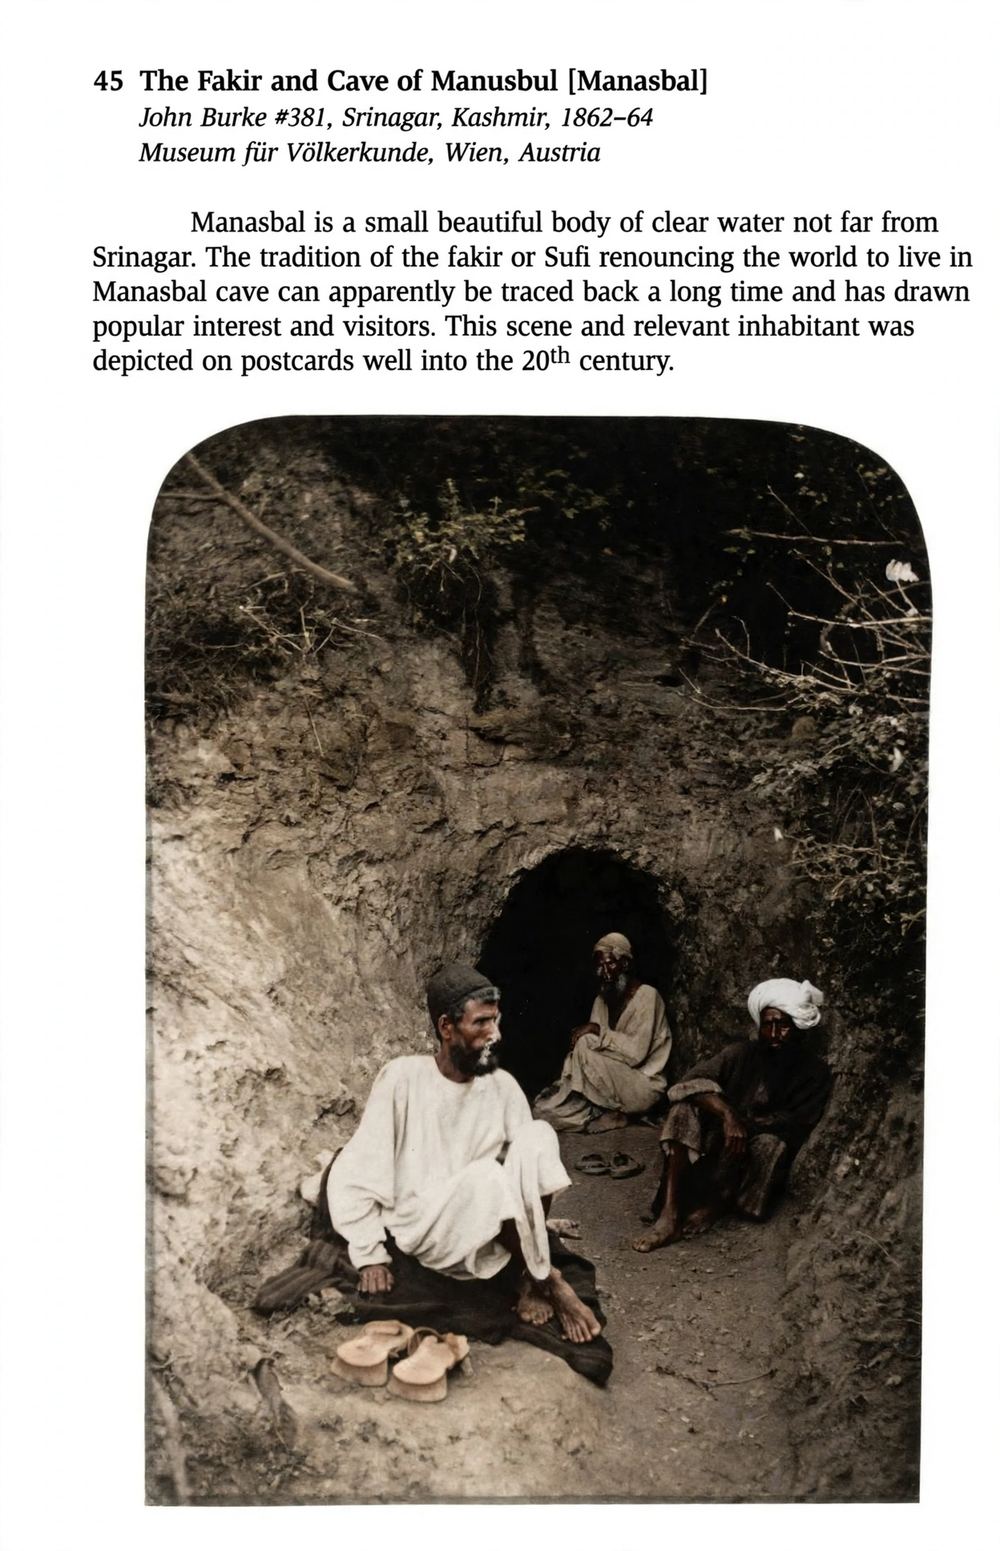 45 The Fakir and Cave of Manusbul [Manasbal]
John Burke #381, Srinagar, Kashmir, 1862–64
Museum für Völkerkunde, Wien, Austria
Manasbal is a small beautiful body of clear water not far from
Srinagar. The tradition of the fakir or Sufi renouncing the world to live in
Manasbal cave can apparently be traced back a long time and has drawn
popular interest and visitors. This scene and relevant inhabitant was
depicted on postcards well into the 20th century.